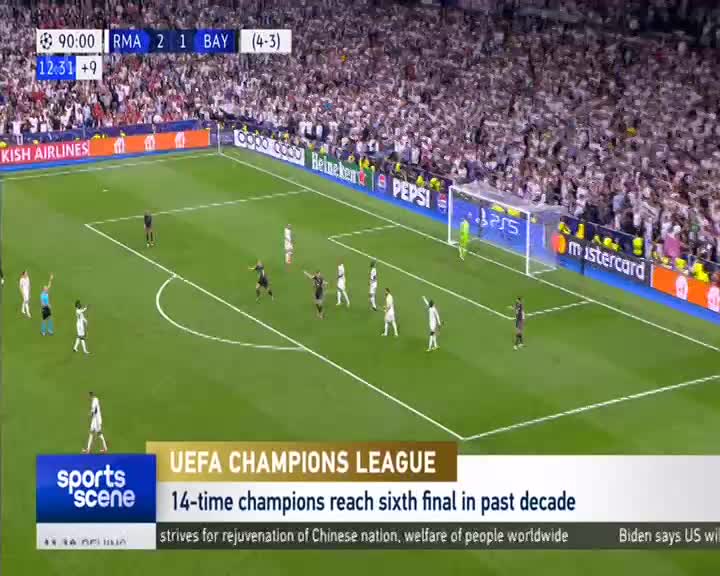 90:00 RMA 2 1 BAY (4-3)
12:31 +9
KISH AIRLINES
oppo
Heineken
PEPSI
PS5
mastercard
UEFA CHAMPIONS LEAGUE
sports
scene
14-time champions reach sixth final in past decade
strives for rejuvenation of Chinese nation, welfare of people worldwide Biden says US wil